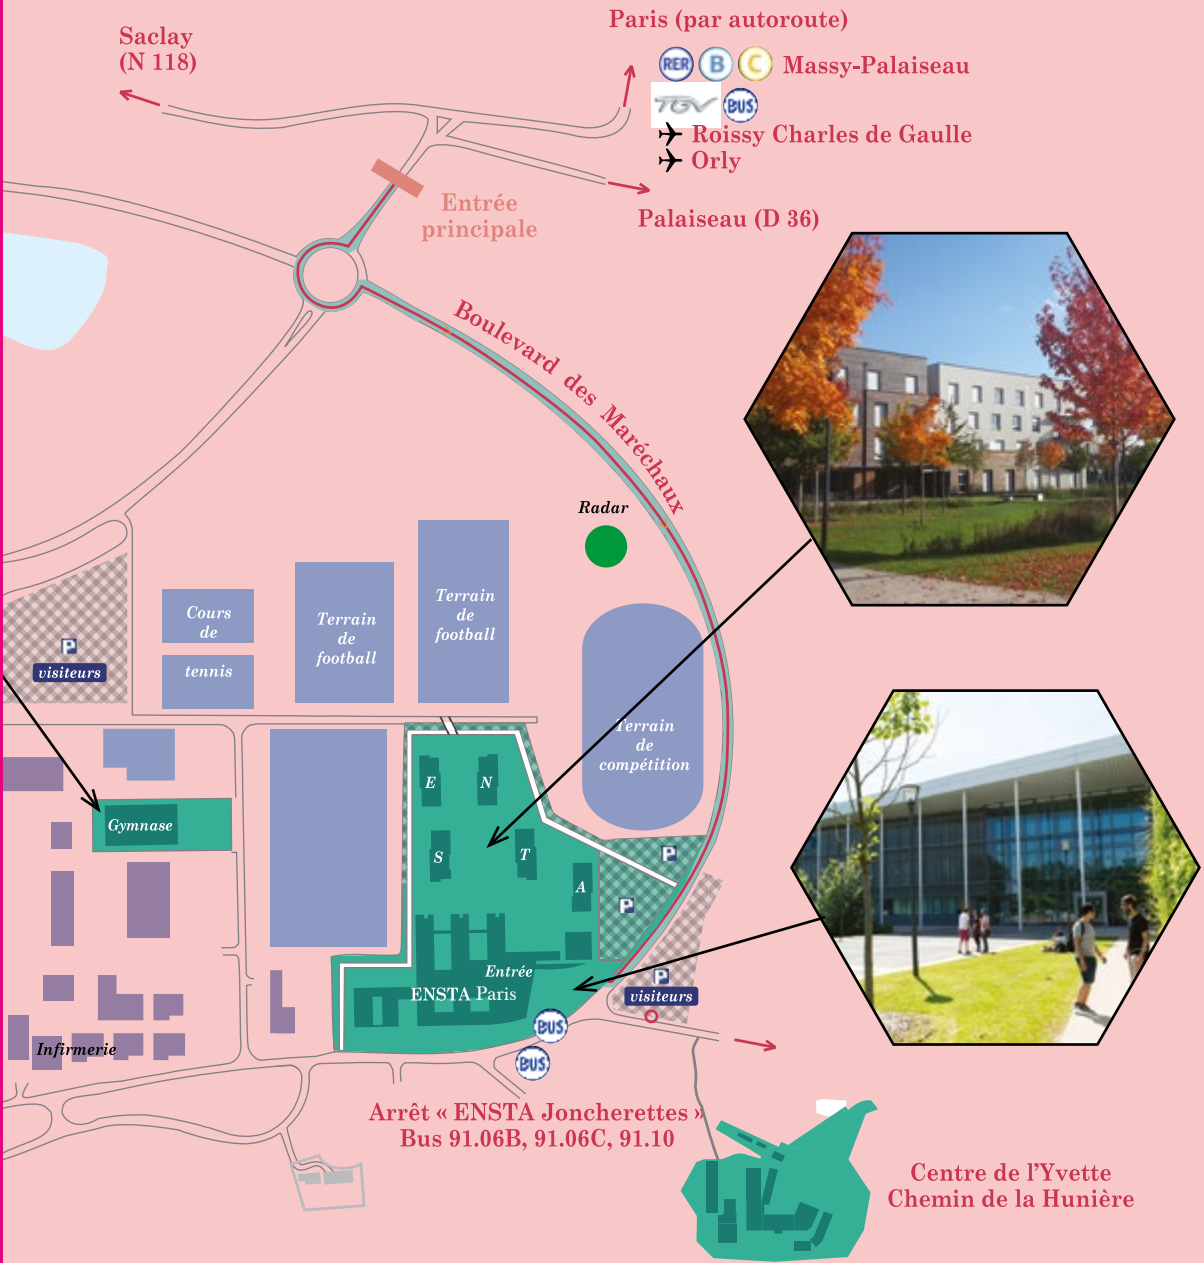 Paris (par autoroute)
Saclay
(N 118)
RER B C Massy-Palaiseau
TGV BUS
Roissy Charles de Gaulle
Orly
Entrée
principale
Palaiseau (D 36)
Boulevard des Maréchaux
Radar
Cours
de
tennis
Terrain
de
football
Terrain
de
football
P
visiteurs
Terrain
de
compétition
E
N
Gymnase
S
T
A
P
P
Entrée
ENSTA Paris
P
visiteurs
BUS
BUS
Infirmerie
Arrêt « ENSTA Joncherettes »
Bus 91.06B, 91.06C, 91.10
Centre de l'Yvette
Chemin de la Hunière